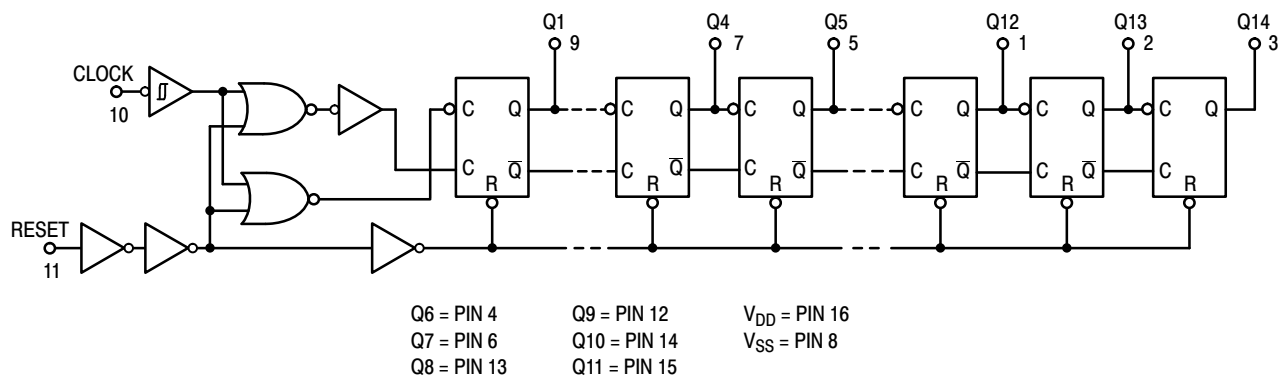 Q1 Q4 Q5 Q12 Q13 Q14
9 7 5 1 2 3
CLOCK
10
C Q C Q C Q C Q C Q C Q
C Q̅ C Q̅ C Q̅ C Q̅ C Q̅ C
R R R R R R
RESET
11
Q6 = PIN 4 Q9 = PIN 12 V_DD = PIN 16
Q7 = PIN 6 Q10 = PIN 14 V_SS = PIN 8
Q8 = PIN 13 Q11 = PIN 15